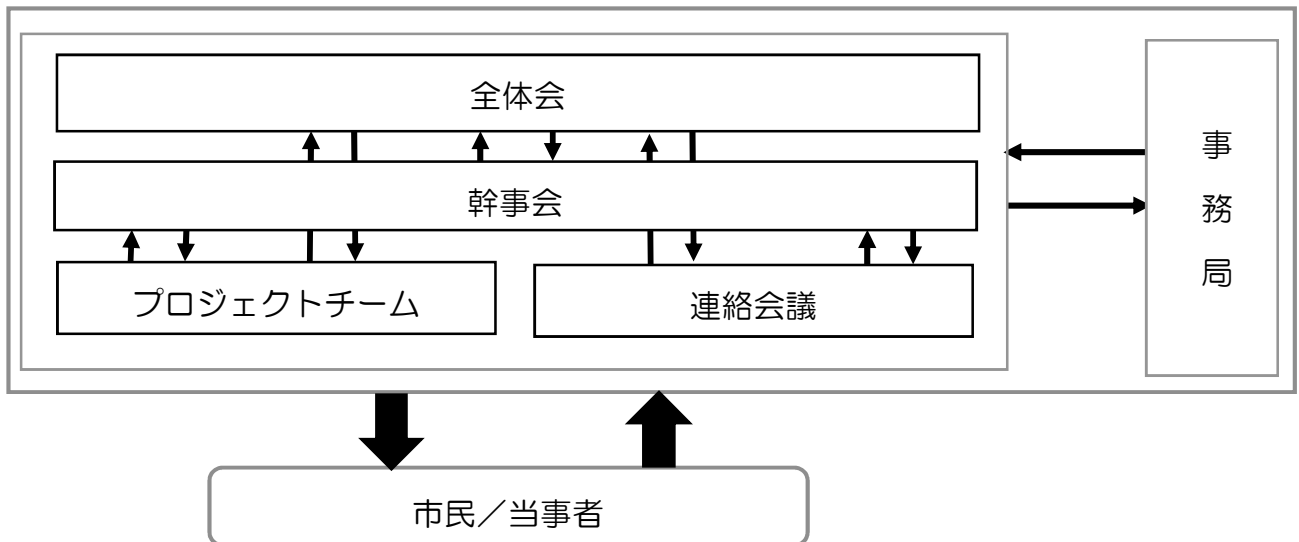 全体会
幹事会
プロジェクトチーム
連絡会議
事務局
市民／当事者